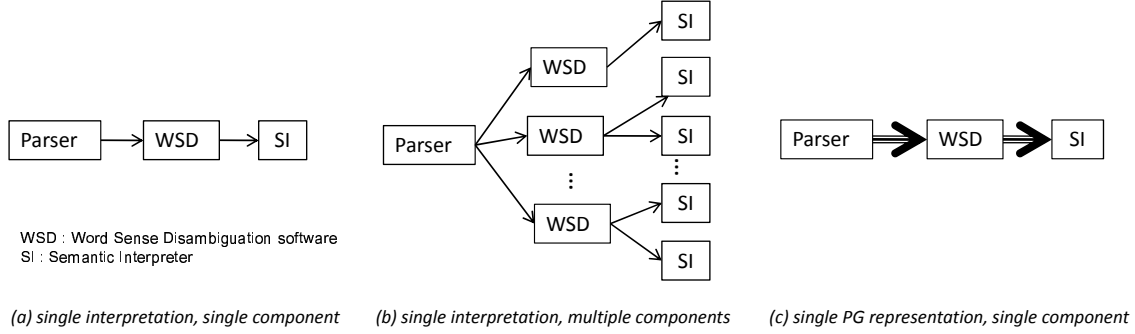 Parser
WSD
SI
WSD : Word Sense Disambiguation software
SI : Semantic Interpreter
(a) single interpretation, single component
Parser
WSD
WSD
...
WSD
SI
SI
SI
...
SI
SI
(b) single interpretation, multiple components
Parser
WSD
SI
(c) single PG representation, single component